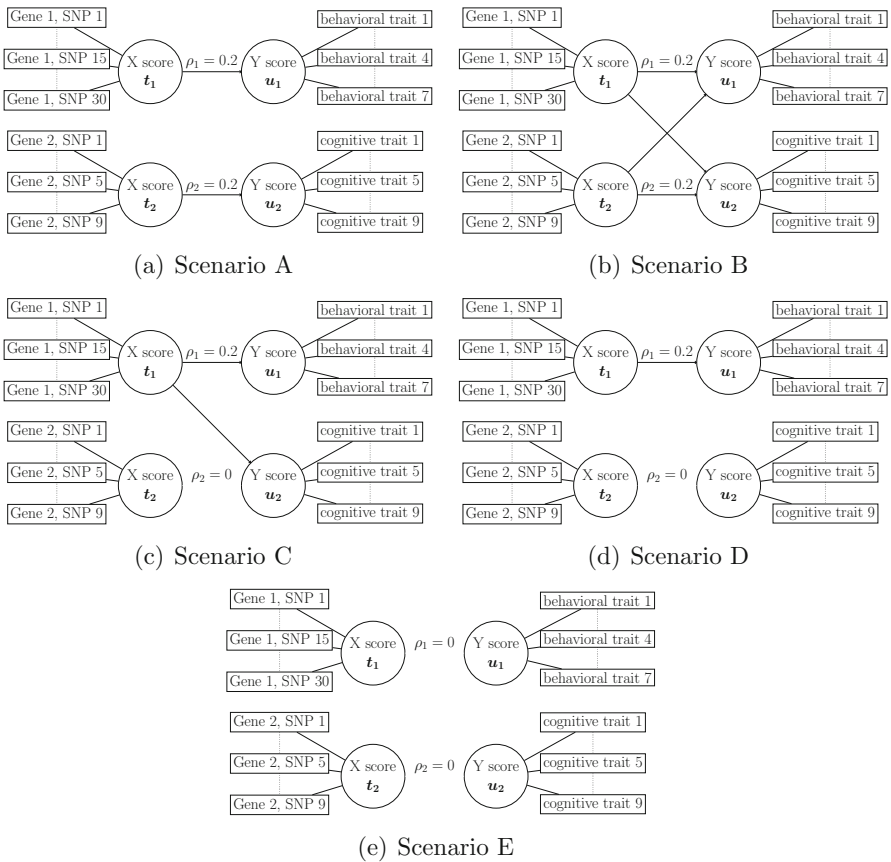 Gene 1, SNP 1
Gene 1, SNP 15
Gene 1, SNP 30
X score
t₁
ρ₁ = 0.2
Y score
u₁
behavioral trait 1
behavioral trait 4
behavioral trait 7
Gene 2, SNP 1
Gene 2, SNP 5
Gene 2, SNP 9
X score
t₂
ρ₂ = 0.2
Y score
u₂
cognitive trait 1
cognitive trait 5
cognitive trait 9
(a) Scenario A
Gene 1, SNP 1
Gene 1, SNP 15
Gene 1, SNP 30
X score
t₁
ρ₁ = 0.2
Y score
u₁
behavioral trait 1
behavioral trait 4
behavioral trait 7
Gene 2, SNP 1
Gene 2, SNP 5
Gene 2, SNP 9
X score
t₂
ρ₂ = 0.2
Y score
u₂
cognitive trait 1
cognitive trait 5
cognitive trait 9
(b) Scenario B
Gene 1, SNP 1
Gene 1, SNP 15
Gene 1, SNP 30
X score
t₁
ρ₁ = 0.2
Y score
u₁
behavioral trait 1
behavioral trait 4
behavioral trait 7
Gene 2, SNP 1
Gene 2, SNP 5
Gene 2, SNP 9
X score
t₂
ρ₂ = 0
Y score
u₂
cognitive trait 1
cognitive trait 5
cognitive trait 9
(c) Scenario C
Gene 1, SNP 1
Gene 1, SNP 15
Gene 1, SNP 30
X score
t₁
ρ₁ = 0.2
Y score
u₁
behavioral trait 1
behavioral trait 4
behavioral trait 7
Gene 2, SNP 1
Gene 2, SNP 5
Gene 2, SNP 9
X score
t₂
ρ₂ = 0
Y score
u₂
cognitive trait 1
cognitive trait 5
cognitive trait 9
(d) Scenario D
Gene 1, SNP 1
Gene 1, SNP 15
Gene 1, SNP 30
X score
t₁
ρ₁ = 0
Y score
u₁
behavioral trait 1
behavioral trait 4
behavioral trait 7
Gene 2, SNP 1
Gene 2, SNP 5
Gene 2, SNP 9
X score
t₂
ρ₂ = 0
Y score
u₂
cognitive trait 1
cognitive trait 5
cognitive trait 9
(e) Scenario E